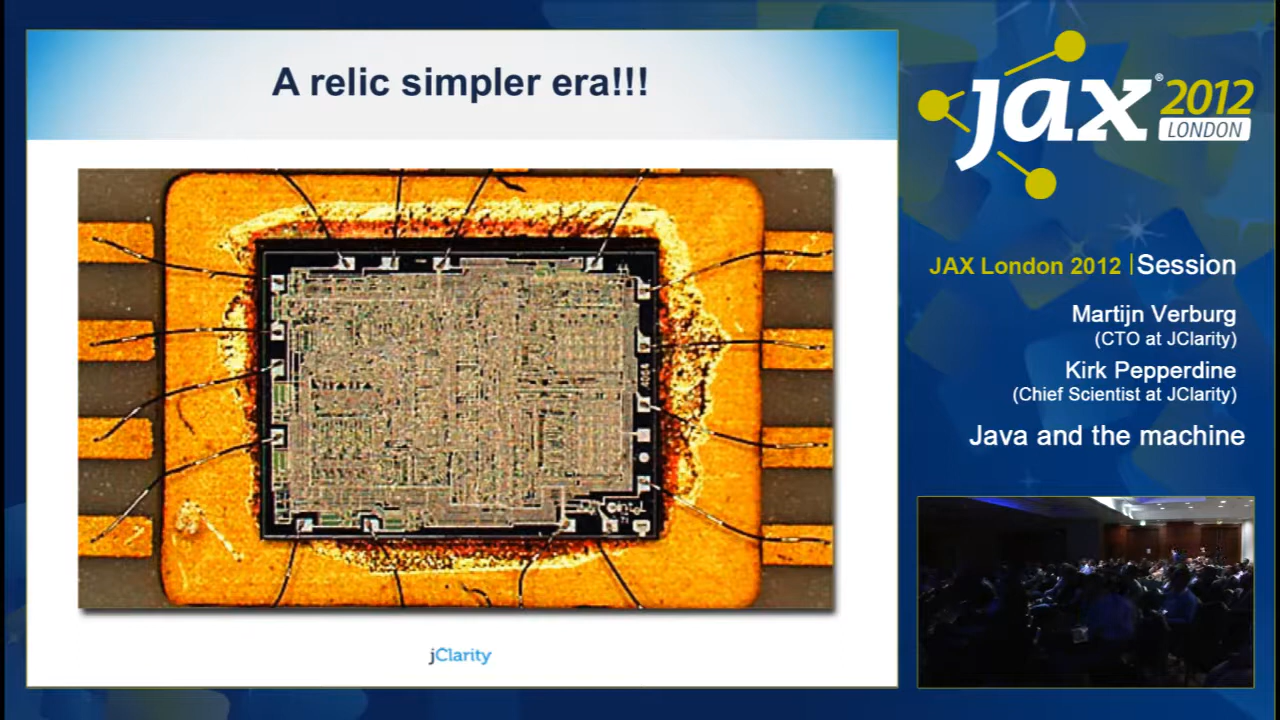 A relic simpler era!!!
intel
jClarity
jax® 2012
LONDON
JAX London 2012 | Session
Martijn Verburg
(CTO at JClarity)
Kirk Pepperdine
(Chief Scientist at JClarity)
Java and the machine